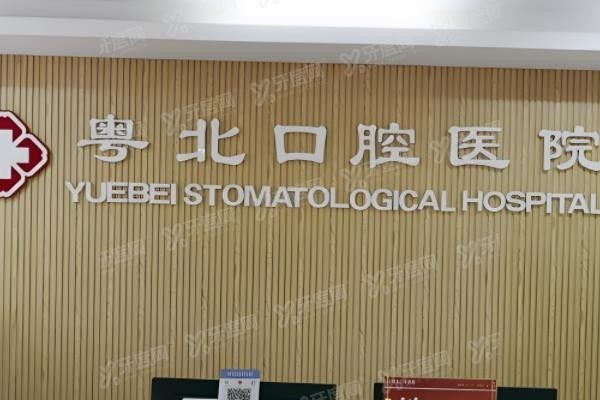 粤北口腔医院
YUEBEI STOMATOLOGICAL HOSPITAL